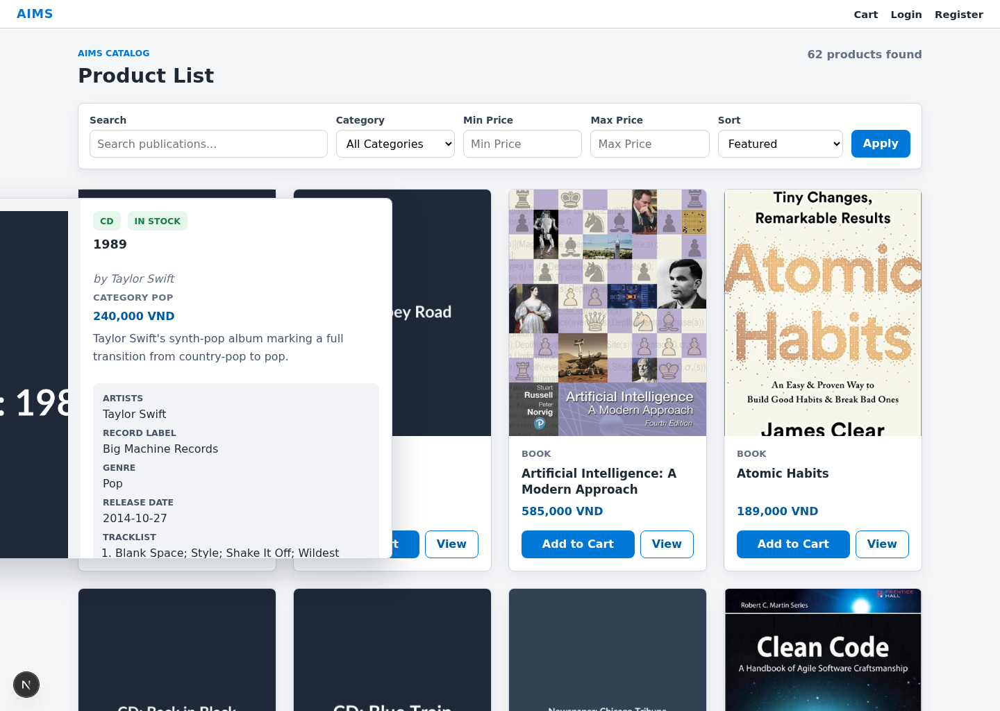 AIMS
Cart Login Register
AIMS CATALOG
Product List
62 products found
Search
Category
Min Price
Max Price
Sort
Search publications...
All Categories
Min Price
Max Price
Featured
Apply
: 198
CD
IN STOCK
1989
by Taylor Swift
CATEGORY POP
240,000 VND
Taylor Swift's synth-pop album marking a full
transition from country-pop to pop.
ARTISTS
Taylor Swift
RECORD LABEL
Big Machine Records
GENRE
Pop
RELEASE DATE
2014-10-27
TRACKLIST
1. Blank Space; Style; Shake It Off; Wildest
ey Road
t
View
Stuart
Russell
Peter
Norvig
Artificial Intelligence
A Modern Approach
Fourth Edition
BOOK
Artificial Intelligence: A
Modern Approach
585,000 VND
Add to Cart
View
Tiny Changes,
Remarkable Results
Atomic
Habits
An Easy & Proven Way to
Build Good Habits & Break Bad Ones
James Clear
BOOK
Atomic Habits
189,000 VND
Add to Cart
View
CD: Back in Black
CD: Blue Train
Newspaper: Chicago Tribune
PRENTICE
HALL
Robert C. Martin Series
Clean Code
A Handbook of Agile Software Craftsmanship
N